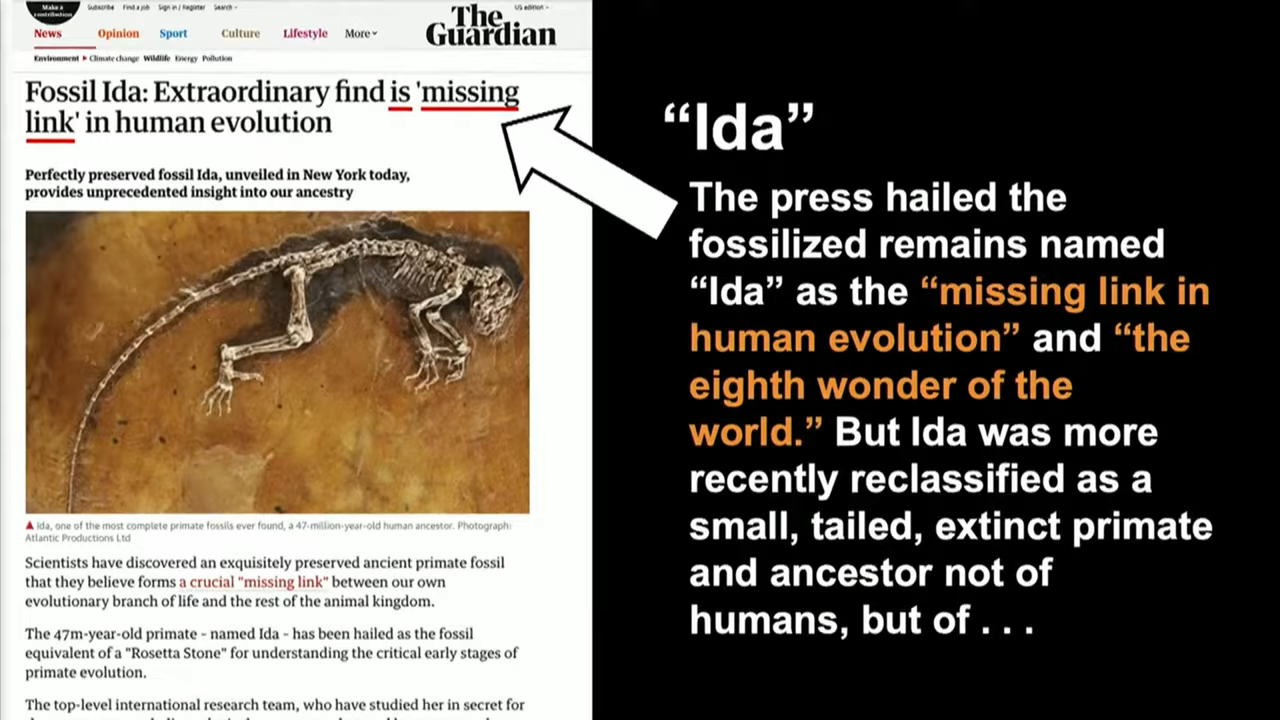 Make a
contribution
Subscribe Find a job Sign in / Register Search
US edition
The
Guardian
News Opinion Sport Culture Lifestyle More
Environment Climate change Wildlife Energy Pollution
Fossil Ida: Extraordinary find is 'missing
link' in human evolution
Perfectly preserved fossil Ida, unveiled in New York today,
provides unprecedented insight into our ancestry
Ida, one of the most complete primate fossils ever found, a 47-million-year-old human ancestor. Photograph:
Atlantic Productions Ltd
Scientists have discovered an exquisitely preserved ancient primate fossil
that they believe forms a crucial "missing link" between our own
evolutionary branch of life and the rest of the animal kingdom.
The 47m-year-old primate – named Ida – has been hailed as the fossil
equivalent of a "Rosetta Stone" for understanding the critical early stages of
primate evolution.
The top-level international research team, who have studied her in secret for
“Ida”
The press hailed the
fossilized remains named
“Ida” as the “missing link in
human evolution” and “the
eighth wonder of the
world.” But Ida was more
recently reclassified as a
small, tailed, extinct primate
and ancestor not of
humans, but of . . .